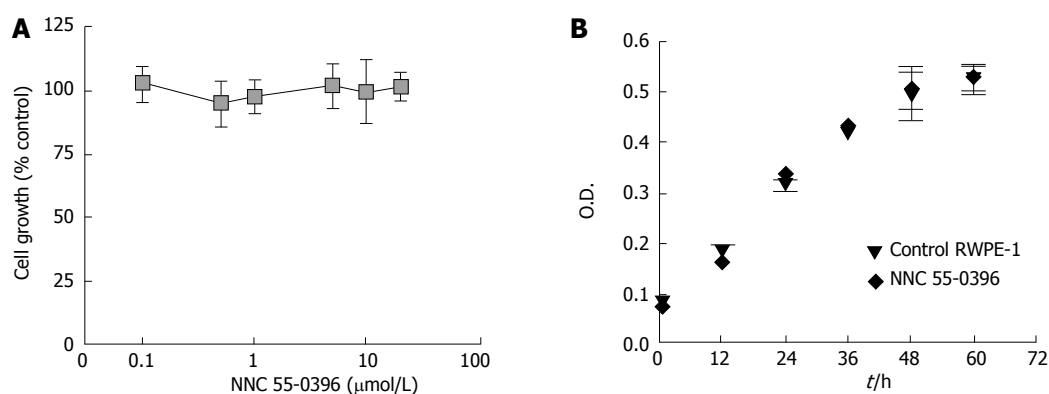 A
125
100
75
50
25
0
Cell growth (% control)
0 0.1 1 10 100
NNC 55-0396 (μmol/L)
B
0.6
0.5
0.4
0.3
0.2
0.1
0.0
O.D.
Control RWPE-1
NNC 55-0396
0 12 24 36 48 60 72
t/h